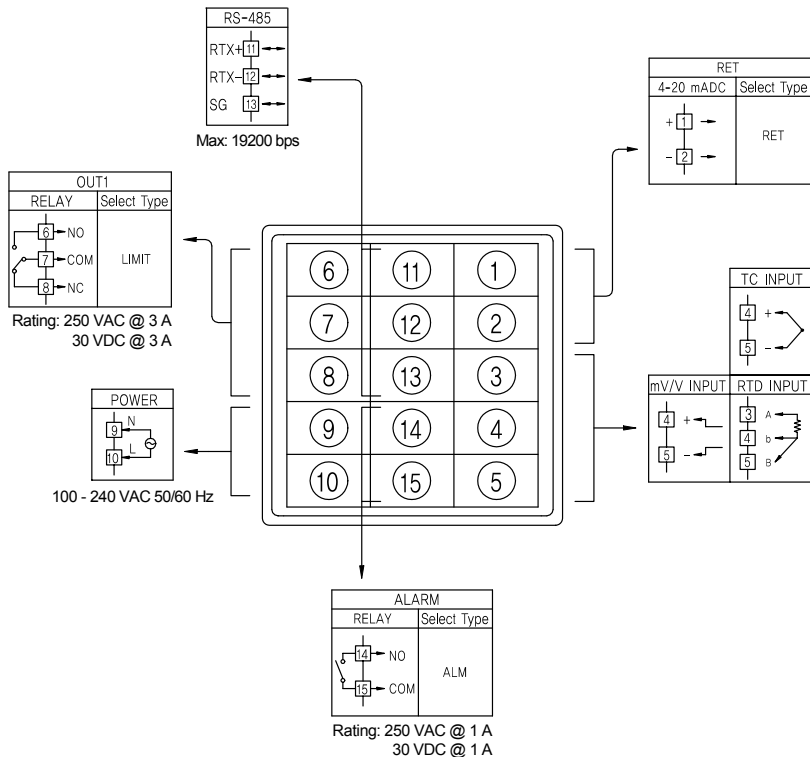 RS-485
RTX+ 11
RTX- 12
SG 13
Max: 19200 bps
RET
4-20 mADC Select Type
+ 1
RET
- 2
OUT1
RELAY Select Type
6 NO
7 COM LIMIT
8 NC
Rating: 250 VAC @ 3 A
30 VDC @ 3 A
6 11 1
7 12 2
8 13 3
9 14 4
10 15 5
TC INPUT
4 +
5 -
mV/V INPUT
4 +
5 -
RTD INPUT
3 A
4 b
5 B
POWER
9 N
10 L
100 - 240 VAC 50/60 Hz
ALARM
RELAY Select Type
14 NO
ALM
15 COM
Rating: 250 VAC @ 1 A
30 VDC @ 1 A